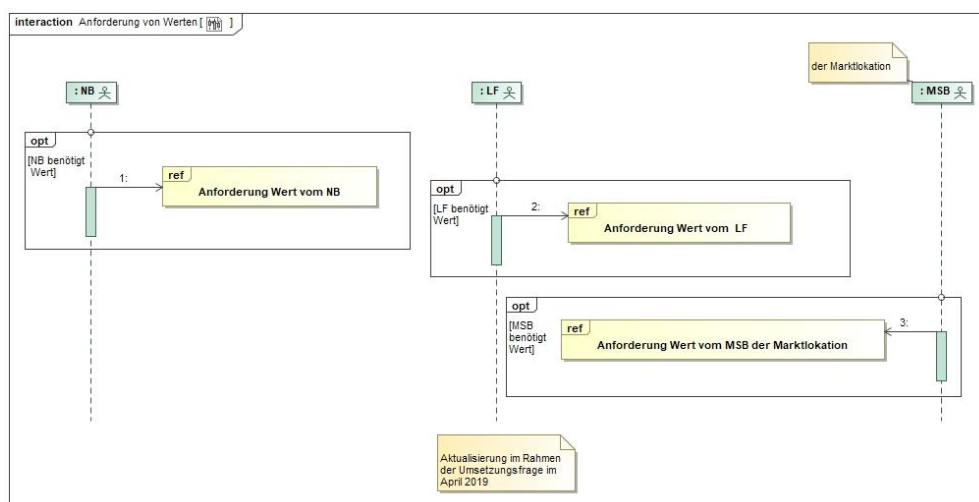 interaction Anforderung von Werten [ ]
der Marktlokation
: NB
: LF
: MSB
opt
[NB benötigt
Wert]
1:
ref
Anforderung Wert vom NB
opt
[LF benötigt
Wert]
2:
ref
Anforderung Wert vom LF
opt
[MSB
benötigt
Wert]
ref
Anforderung Wert vom MSB der Marktlokation
3:
Aktualisierung im Rahmen
der Umsetzungsfrage im
April 2019